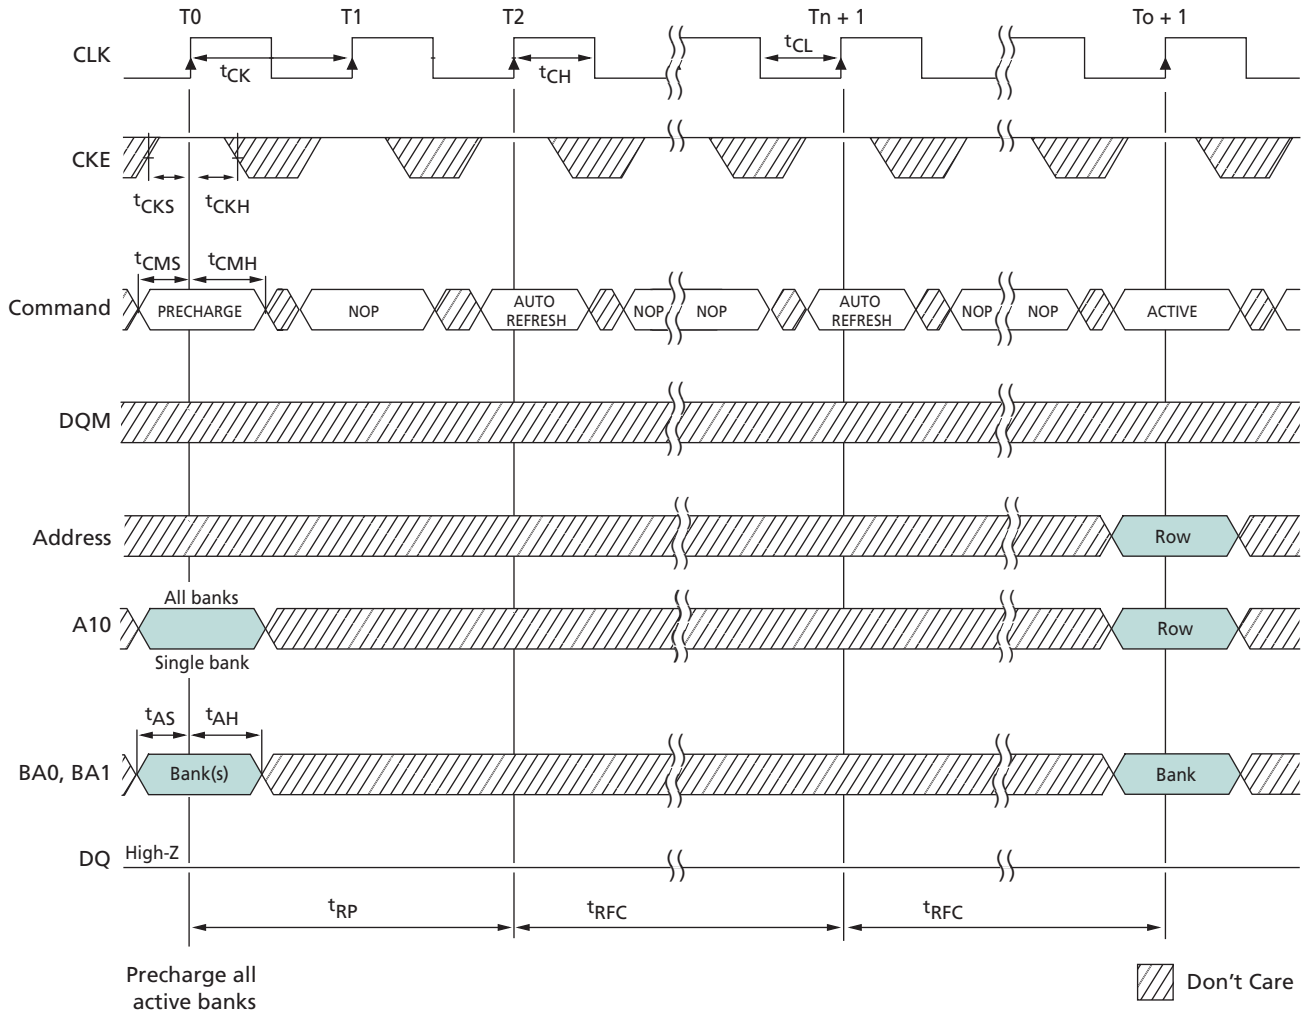 T0 T1 T2 Tn + 1 To + 1
CLK
tCK tCH tCL
CKE
tCKS tCKH
tCMS tCMH
Command PRECHARGE NOP AUTO REFRESH NOP NOP AUTO REFRESH NOP NOP ACTIVE
DQM
Address Row
All banks
A10 Row
Single bank
tAS tAH
BA0, BA1 Bank(s) Bank
DQ High-Z
tRP tRFC tRFC
Precharge all
active banks
Don't Care